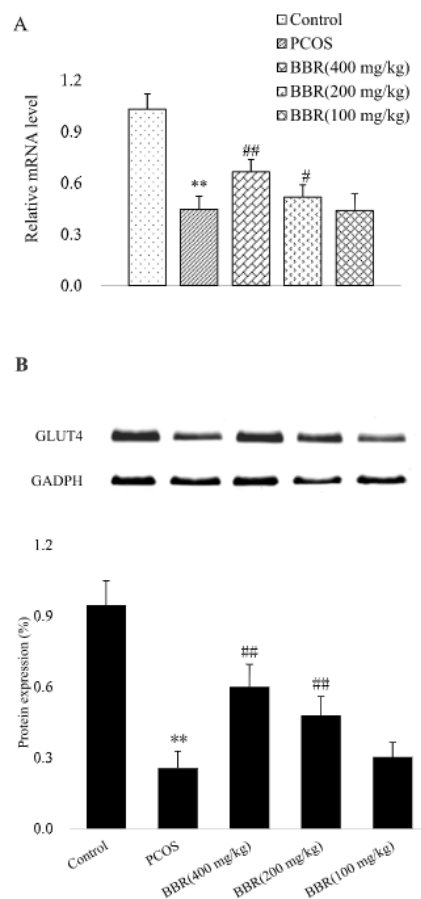 A
Control
PCOS
BBR(400 mg/kg)
BBR(200 mg/kg)
BBR(100 mg/kg)
Relative mRNA level
1.2
0.9
0.6
0.3
0.0
**
##
#
B
GLUT4
GADPH
Protein expression (%)
1.2
0.9
0.6
0.3
0.0
**
##
##
Control
PCOS
BBR(400 mg/kg)
BBR(200 mg/kg)
BBR(100 mg/kg)